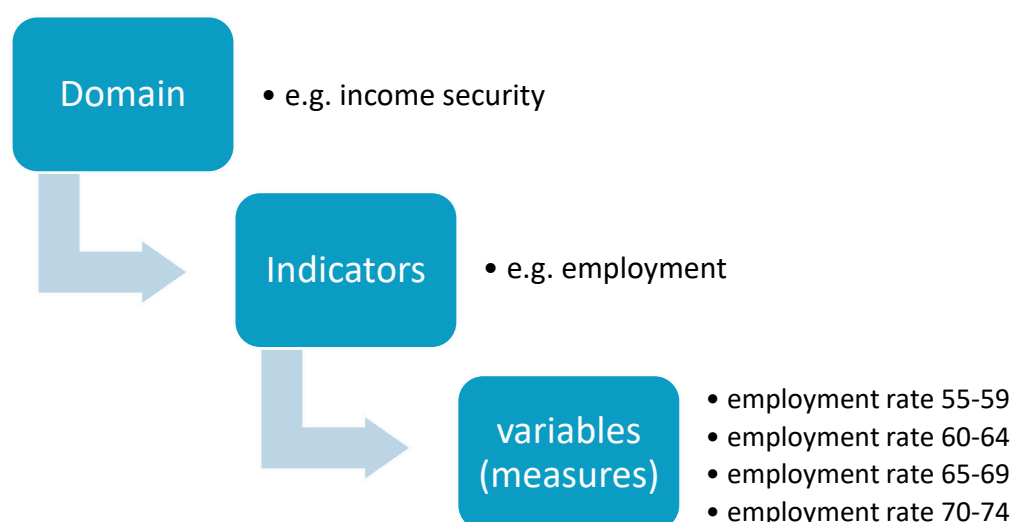 Domain
• e.g. income security
Indicators
• e.g. employment
variables
(measures)
• employment rate 55-59
• employment rate 60-64
• employment rate 65-69
• employment rate 70-74